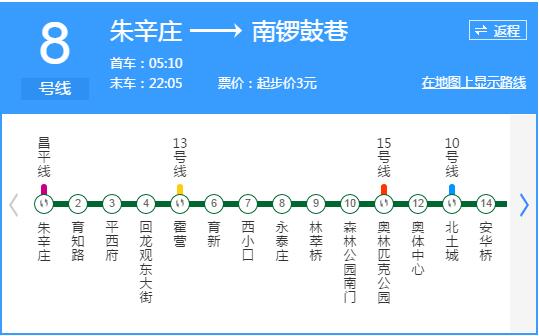 8
号线
朱辛庄 → 南锣鼓巷
返程
首车：05:10
末车：22:05 票价：起步价3元
在地图上显示路线
昌平线
13号线
15号线
10号线
2
3
4
6
7
8
9
10
12
14
朱辛庄
育知路
平西府
回龙观东大街
霍营
育新
西小口
永泰庄
林萃桥
森林公园南门
奥林匹克公园
奥体中心
北土城
安华桥